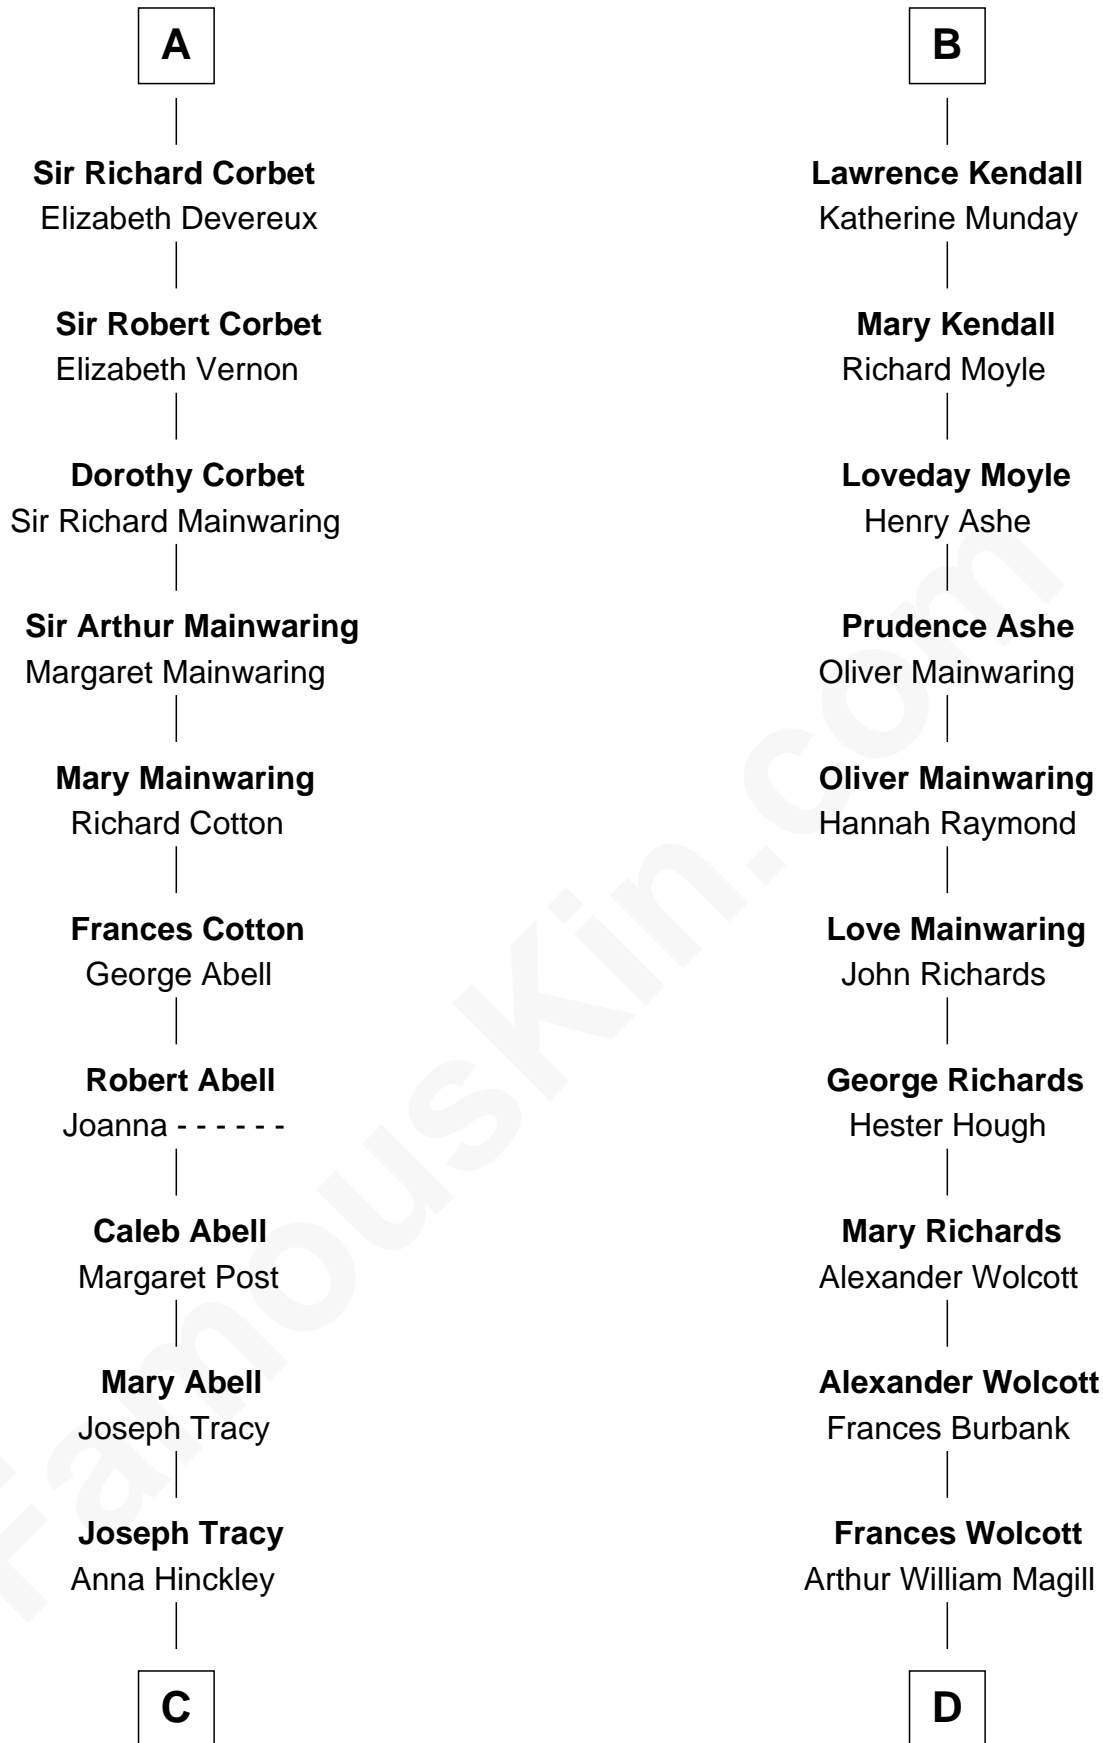 A
Sir Richard Corbet
Elizabeth Devereux
Sir Robert Corbet
Elizabeth Vernon
Dorothy Corbet
Sir Richard Mainwaring
Sir Arthur Mainwaring
Margaret Mainwaring
Mary Mainwaring
Richard Cotton
Frances Cotton
George Abell
Robert Abell
Joanna - - - - - -
Caleb Abell
Margaret Post
Mary Abell
Joseph Tracy
Joseph Tracy
Anna Hinckley
C
B
Lawrence Kendall
Katherine Munday
Mary Kendall
Richard Moyle
Loveday Moyle
Henry Ashe
Prudence Ashe
Oliver Mainwaring
Oliver Mainwaring
Hannah Raymond
Love Mainwaring
John Richards
George Richards
Hester Hough
Mary Richards
Alexander Wolcott
Alexander Wolcott
Frances Burbank
Frances Wolcott
Arthur William Magill
D
FamousKin.com